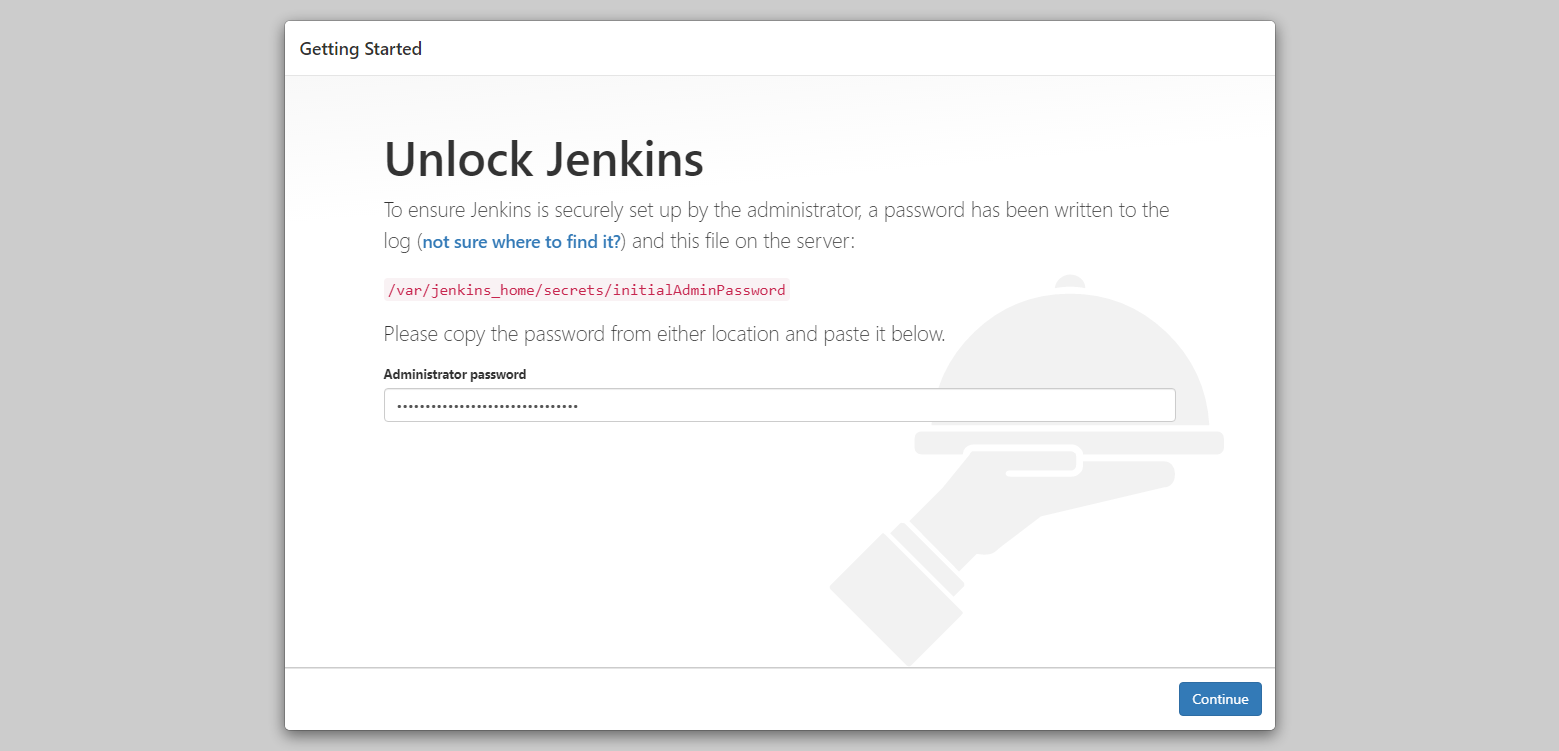 Getting Started
Unlock Jenkins
To ensure Jenkins is securely set up by the administrator, a password has been written to the
log (not sure where to find it?) and this file on the server:
/var/jenkins_home/secrets/initialAdminPassword
Please copy the password from either location and paste it below.
Administrator password
••••••••••••••••••••••••••••••••
Continue